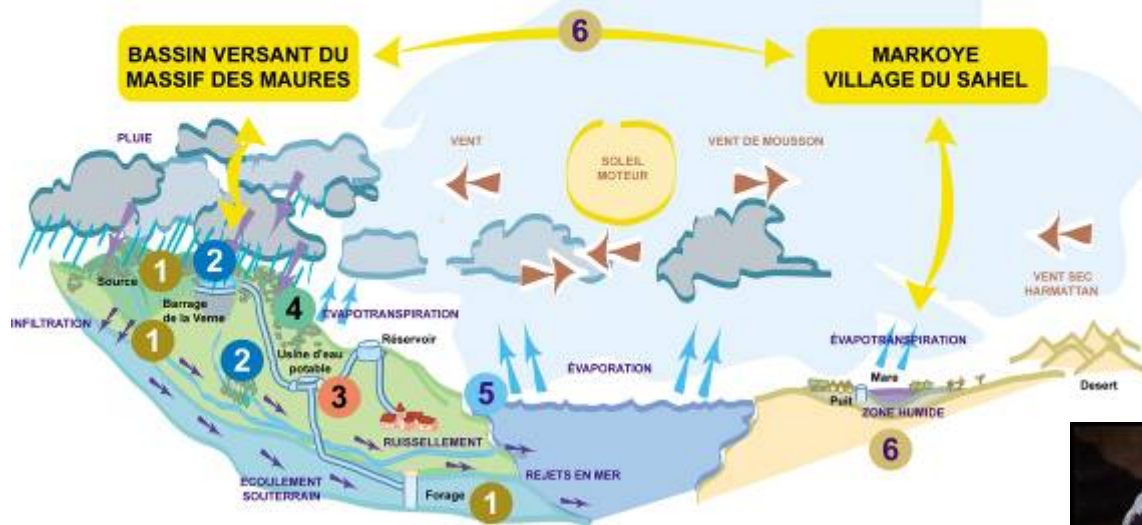 6
BASSIN VERSANT DU
MASSIF DES MAURES
MARKOYE
VILLAGE DU SAHEL
PLUIE
VENT
SOLEIL
MOTEUR
VENT DE MOUSSON
VENT SEC
HARMATTAN
Source
1
2
Barrage
de la Verne
4
ÉVAPOTRANSPIRATION
INFILTRATION
1
2
Usine d'eau
potable
Réservoir
3
ÉVAPORATION
5
ÉVAPOTRANSPIRATION
Mare
Puit
Desert
ZONE HUMIDE
6
RUISSELLEMENT
REJETS EN MER
ECOULEMENT
SOUTERRAIN
Forage
1